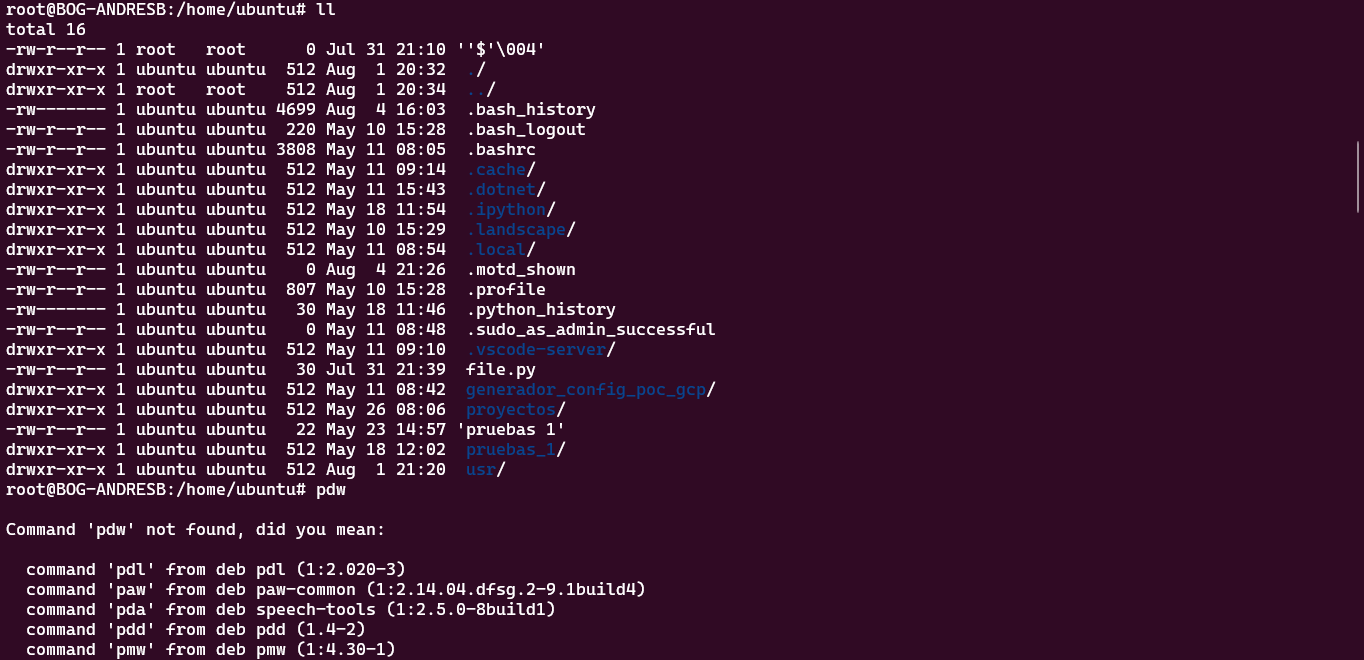 root@BOG-ANDRESB:/home/ubuntu# ll
total 16
-rw-r--r-- 1 root   root      0 Jul 31 21:10 ''$'\004'
drwxr-xr-x 1 ubuntu ubuntu  512 Aug  1 20:32  ./
drwxr-xr-x 1 root   root    512 Aug  1 20:34  ../
-rw------- 1 ubuntu ubuntu 4699 Aug  4 16:03  .bash_history
-rw-r--r-- 1 ubuntu ubuntu  220 May 10 15:28  .bash_logout
-rw-r--r-- 1 ubuntu ubuntu 3808 May 11 08:05  .bashrc
drwxr-xr-x 1 ubuntu ubuntu  512 May 11 09:14  .cache/
drwxr-xr-x 1 ubuntu ubuntu  512 May 11 15:43  .dotnet/
drwxr-xr-x 1 ubuntu ubuntu  512 May 18 11:54  .ipython/
drwxr-xr-x 1 ubuntu ubuntu  512 May 10 15:29  .landscape/
drwxr-xr-x 1 ubuntu ubuntu  512 May 11 08:54  .local/
-rw-r--r-- 1 ubuntu ubuntu    0 Aug  4 21:26  .motd_shown
-rw-r--r-- 1 ubuntu ubuntu  807 May 10 15:28  .profile
-rw------- 1 ubuntu ubuntu   30 May 18 11:46  .python_history
-rw-r--r-- 1 ubuntu ubuntu    0 May 11 08:48  .sudo_as_admin_successful
drwxr-xr-x 1 ubuntu ubuntu  512 May 11 09:10  .vscode-server/
-rw-r--r-- 1 ubuntu ubuntu   30 Jul 31 21:39  file.py
drwxr-xr-x 1 ubuntu ubuntu  512 May 11 08:42  generador_config_poc_gcp/
drwxr-xr-x 1 ubuntu ubuntu  512 May 26 08:06  proyectos/
-rw-r--r-- 1 ubuntu ubuntu   22 May 23 14:57 'pruebas 1'
drwxr-xr-x 1 ubuntu ubuntu  512 May 18 12:02  pruebas_1/
drwxr-xr-x 1 ubuntu ubuntu  512 Aug  1 21:20  usr/
root@BOG-ANDRESB:/home/ubuntu# pdw

Command 'pdw' not found, did you mean:

  command 'pdl' from deb pdl (1:2.020-3)
  command 'paw' from deb paw-common (1:2.14.04.dfsg.2-9.1build4)
  command 'pda' from deb speech-tools (1:2.5.0-8build1)
  command 'pdd' from deb pdd (1.4-2)
  command 'pmw' from deb pmw (1:4.30-1)